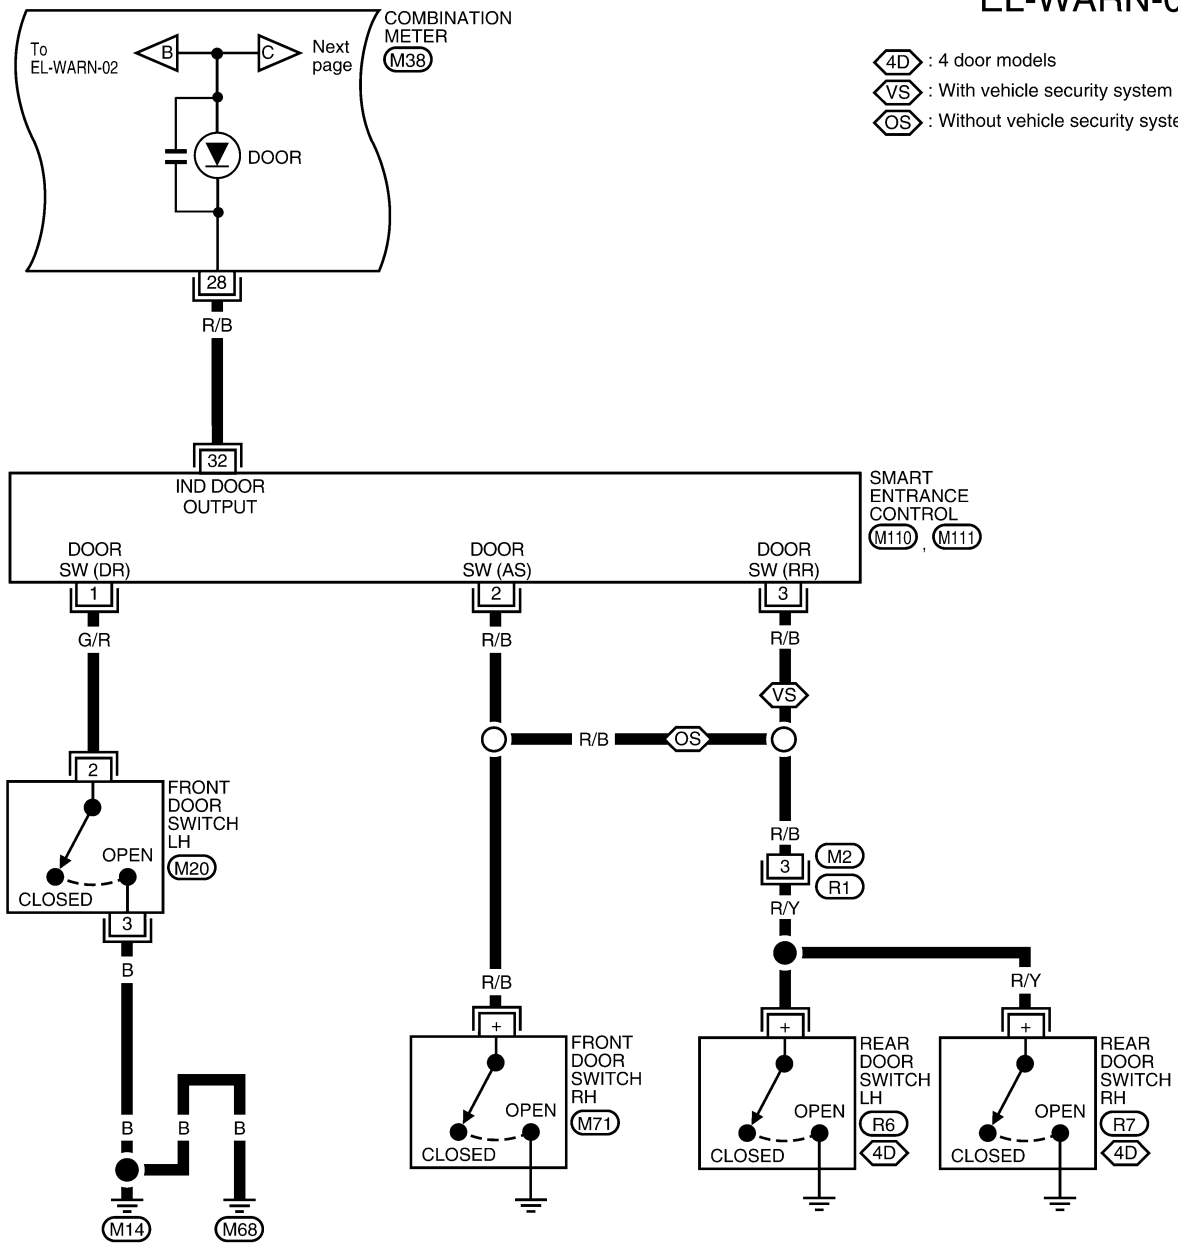 EL-WARN-0
COMBINATION
METER
M38
To
EL-WARN-02
B
C
Next
page
4D : 4 door models
VS : With vehicle security system
OS : Without vehicle security syste
DOOR
28
R/B
32
IND DOOR
OUTPUT
SMART
ENTRANCE
CONTROL
M110 , M111
DOOR
SW (DR)
DOOR
SW (AS)
DOOR
SW (RR)
1
2
3
G/R
R/B
R/B
VS
R/B
OS
2
FRONT
DOOR
SWITCH
LH
M20
OPEN
CLOSED
3
B
R/B
3
M2
R1
R/Y
R/B
R/Y
+
+
+
FRONT
DOOR
SWITCH
RH
M71
OPEN
CLOSED
REAR
DOOR
SWITCH
LH
R6
4D
OPEN
CLOSED
REAR
DOOR
SWITCH
RH
R7
4D
OPEN
CLOSED
B
B
B
M14
M68